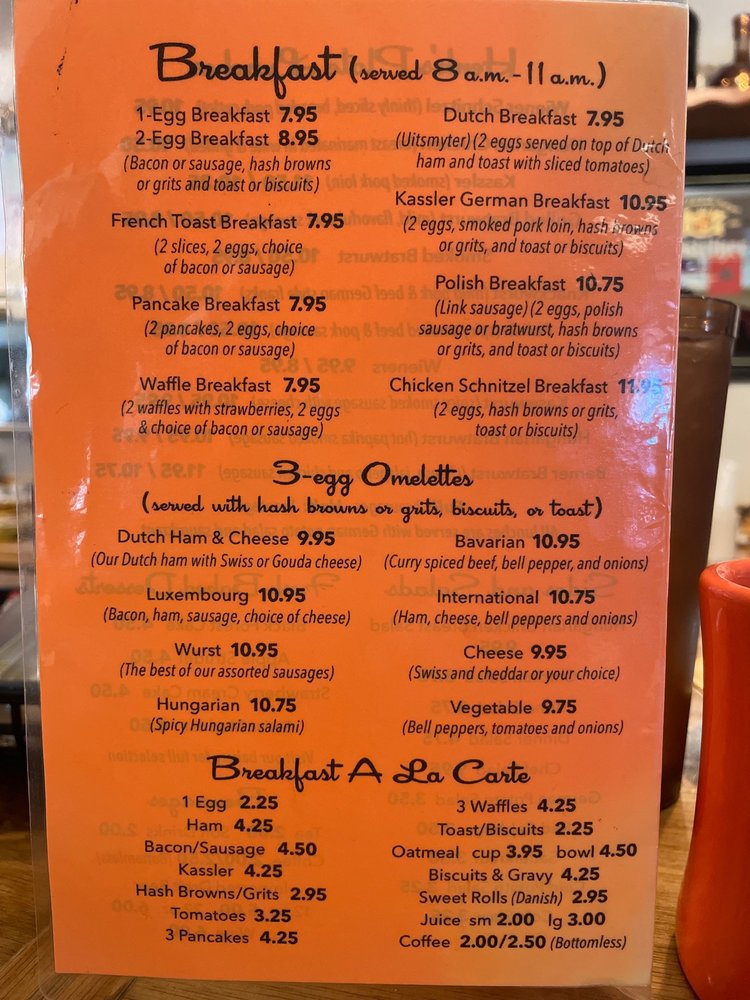 Breakfast (served 8 a.m.-11 a.m.)
1-Egg Breakfast 7.95
2-Egg Breakfast 8.95
(Bacon or sausage, hash browns
or grits and toast or biscuits)
French Toast Breakfast 7.95
(2 slices, 2 eggs, choice
of bacon or sausage)
Pancake Breakfast 7.95
(2 pancakes, 2 eggs, choice
of bacon or sausage)
Waffle Breakfast 7.95
(2 waffles with strawberries, 2 eggs
& choice of bacon or sausage)
Dutch Breakfast 7.95
(Uitsmyter) (2 eggs served on top of Dutch
ham and toast with sliced tomatoes)
Kassler German Breakfast 10.95
(2 eggs, smoked pork loin, hash browns
or grits, and toast or biscuits)
Polish Breakfast 10.75
(Link sausage) (2 eggs, polish
sausage or bratwurst, hash browns
or grits, and toast or biscuits)
Chicken Schnitzel Breakfast 11.95
(2 eggs, hash browns or grits,
toast or biscuits)
3-egg Omelettes
(served with hash browns or grits, biscuits, or toast)
Dutch Ham & Cheese 9.95
(Our Dutch ham with Swiss or Gouda cheese)
Luxembourg 10.95
(Bacon, ham, sausage, choice of cheese)
Wurst 10.95
(The best of our assorted sausages)
Hungarian 10.75
(Spicy Hungarian salami)
Bavarian 10.95
(Curry spiced beef, bell pepper, and onions)
International 10.75
(Ham, cheese, bell peppers and onions)
Cheese 9.95
(Swiss and cheddar or your choice)
Vegetable 9.75
(Bell peppers, tomatoes and onions)
Breakfast A La Carte
1 Egg 2.25
Ham 4.25
Bacon/Sausage 4.50
Kassler 4.25
Hash Browns/Grits 2.95
Tomatoes 3.25
3 Pancakes 4.25
3 Waffles 4.25
Toast/Biscuits 2.25
Oatmeal cup 3.95 bowl 4.50
Biscuits & Gravy 4.25
Sweet Rolls (Danish) 2.95
Juice sm 2.00 lg 3.00
Coffee 2.00/2.50 (Bottomless)